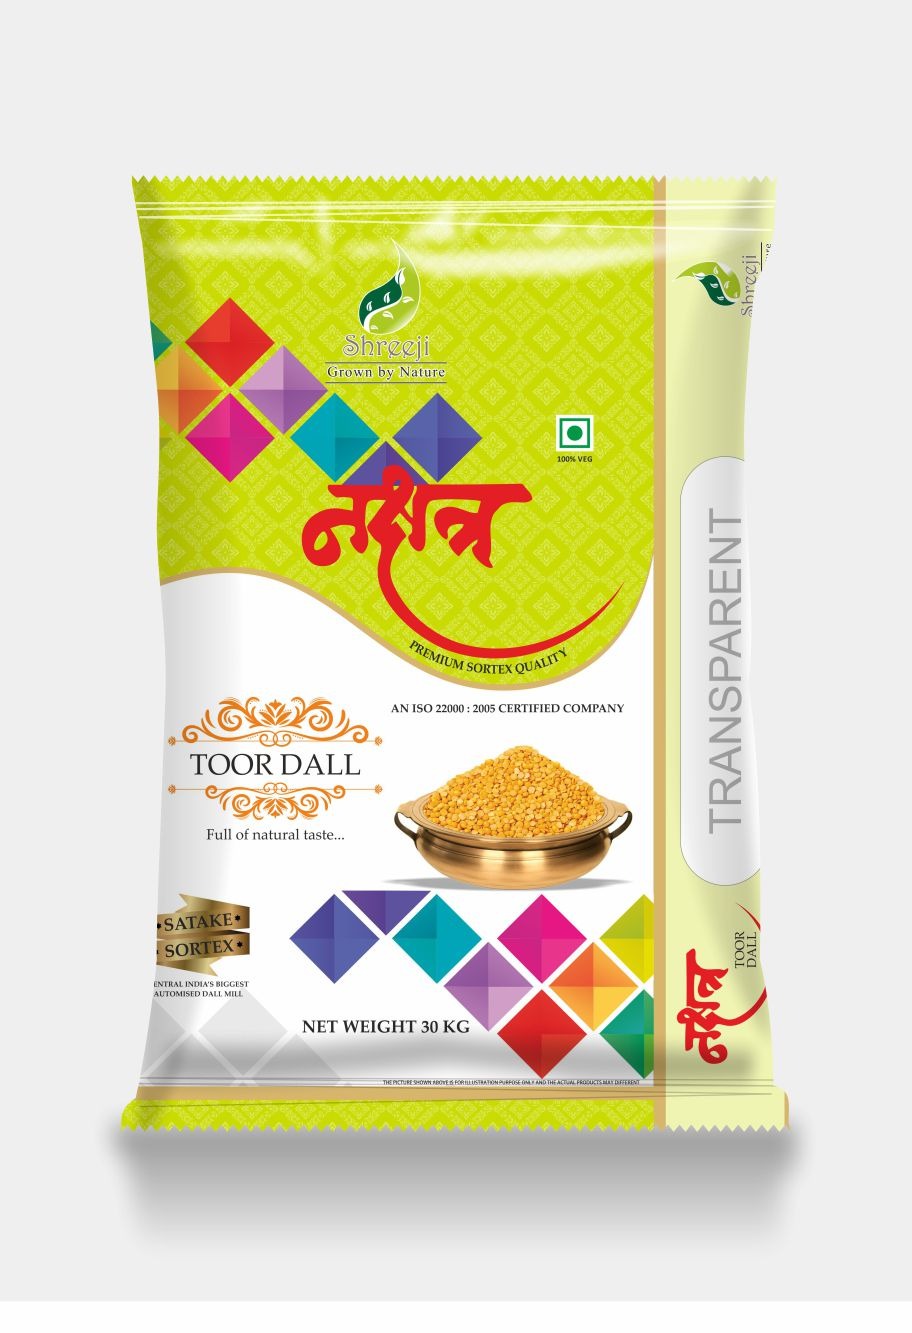 Shreeji
Grown by Nature
100% VEG
नक्षत्र
PREMIUM SORTEX QUALITY
AN ISO 22000 : 2005 CERTIFIED COMPANY
TOOR DALL
Full of natural taste...
SATAKE
SORTEX
ENTRAL INDIA'S BIGGEST
AUTOMISED DALL MILL
NET WEIGHT 30 KG
THE PICTURE SHOWN ABOVE IS FOR ILLUSTRATION PURPOSE ONLY AND THE ACTUAL PRODUCTS MAY DIFFERENT
Shreeji
TRANSPARENT
नक्षत्र
TOOR
DALL